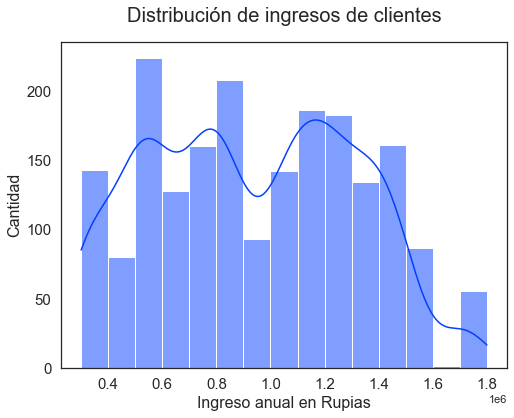 Distribución de ingresos de clientes
Cantidad
200
150
100
50
0
0.4 0.6 0.8 1.0 1.2 1.4 1.6 1.8
1e6
Ingreso anual en Rupias